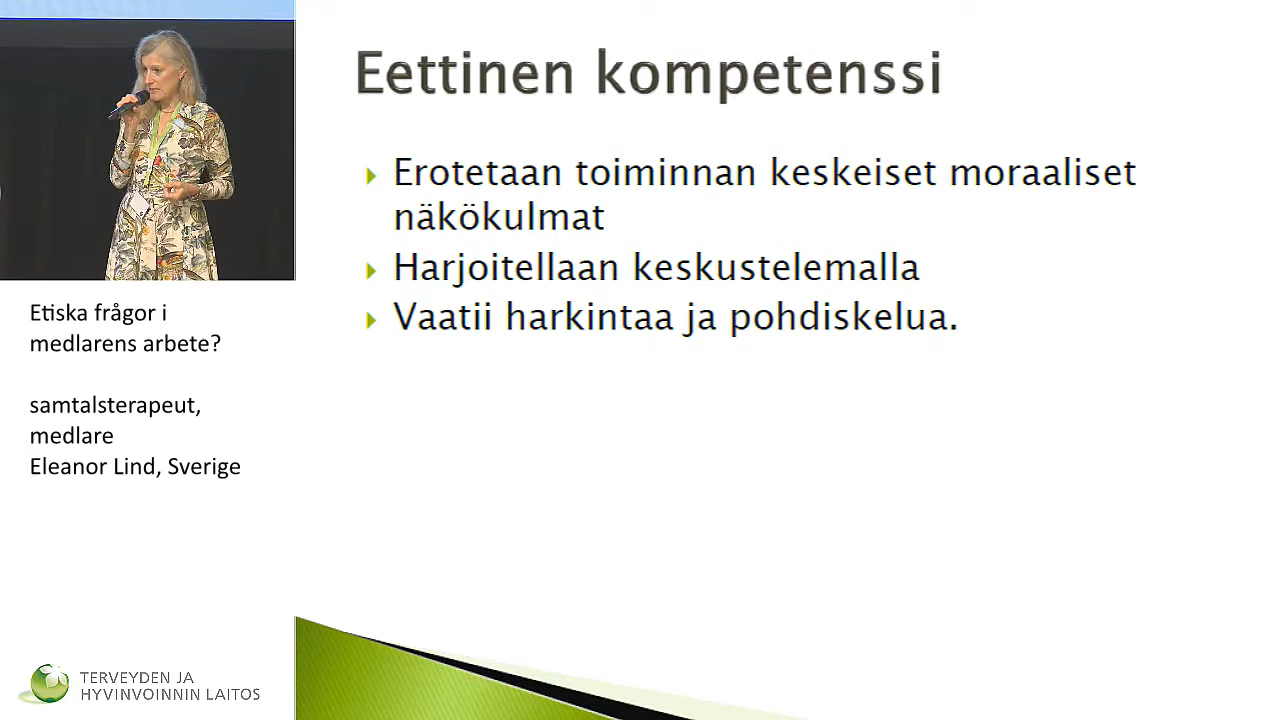 Eettinen kompetenssi
Erotetaan toiminnan keskeiset moraaliset
näkökulmat
Harjoitellaan keskustelemalla
Vaatii harkintaa ja pohdiskelua.
Etiska frågor i
medlarens arbete?
samtalsterapeut,
medlare
Eleanor Lind, Sverige
TERVEYDEN JA
HYVINVOINNIN LAITOS